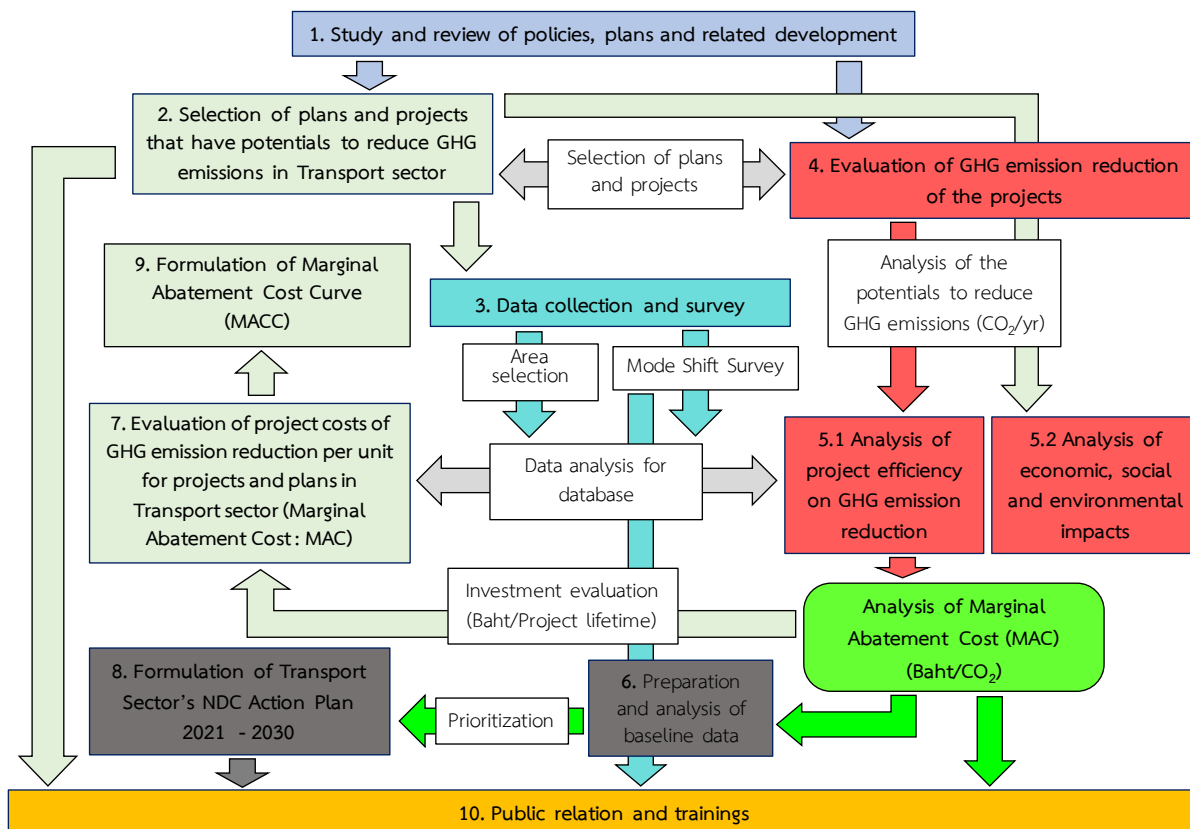 1. Study and review of policies, plans and related development
2. Selection of plans and projects
that have potentials to reduce GHG
emissions in Transport sector
Selection of plans
and projects
4. Evaluation of GHG emission reduction
of the projects
9. Formulation of Marginal
Abatement Cost Curve
(MACC)
3. Data collection and survey
Analysis of the
potentials to reduce
GHG emissions (CO₂/yr)
Area
selection
Mode Shift Survey
7. Evaluation of project costs of
GHG emission reduction per unit
for projects and plans in
Transport sector (Marginal
Abatement Cost : MAC)
Data analysis for
database
5.1 Analysis of
project efficiency
on GHG emission
reduction
5.2 Analysis of
economic, social
and environmental
impacts
Investment evaluation
(Baht/Project lifetime)
Analysis of Marginal
Abatement Cost (MAC)
(Baht/CO₂)
8. Formulation of Transport
Sector's NDC Action Plan
2021 - 2030
Prioritization
6. Preparation
and analysis of
baseline data
10. Public relation and trainings